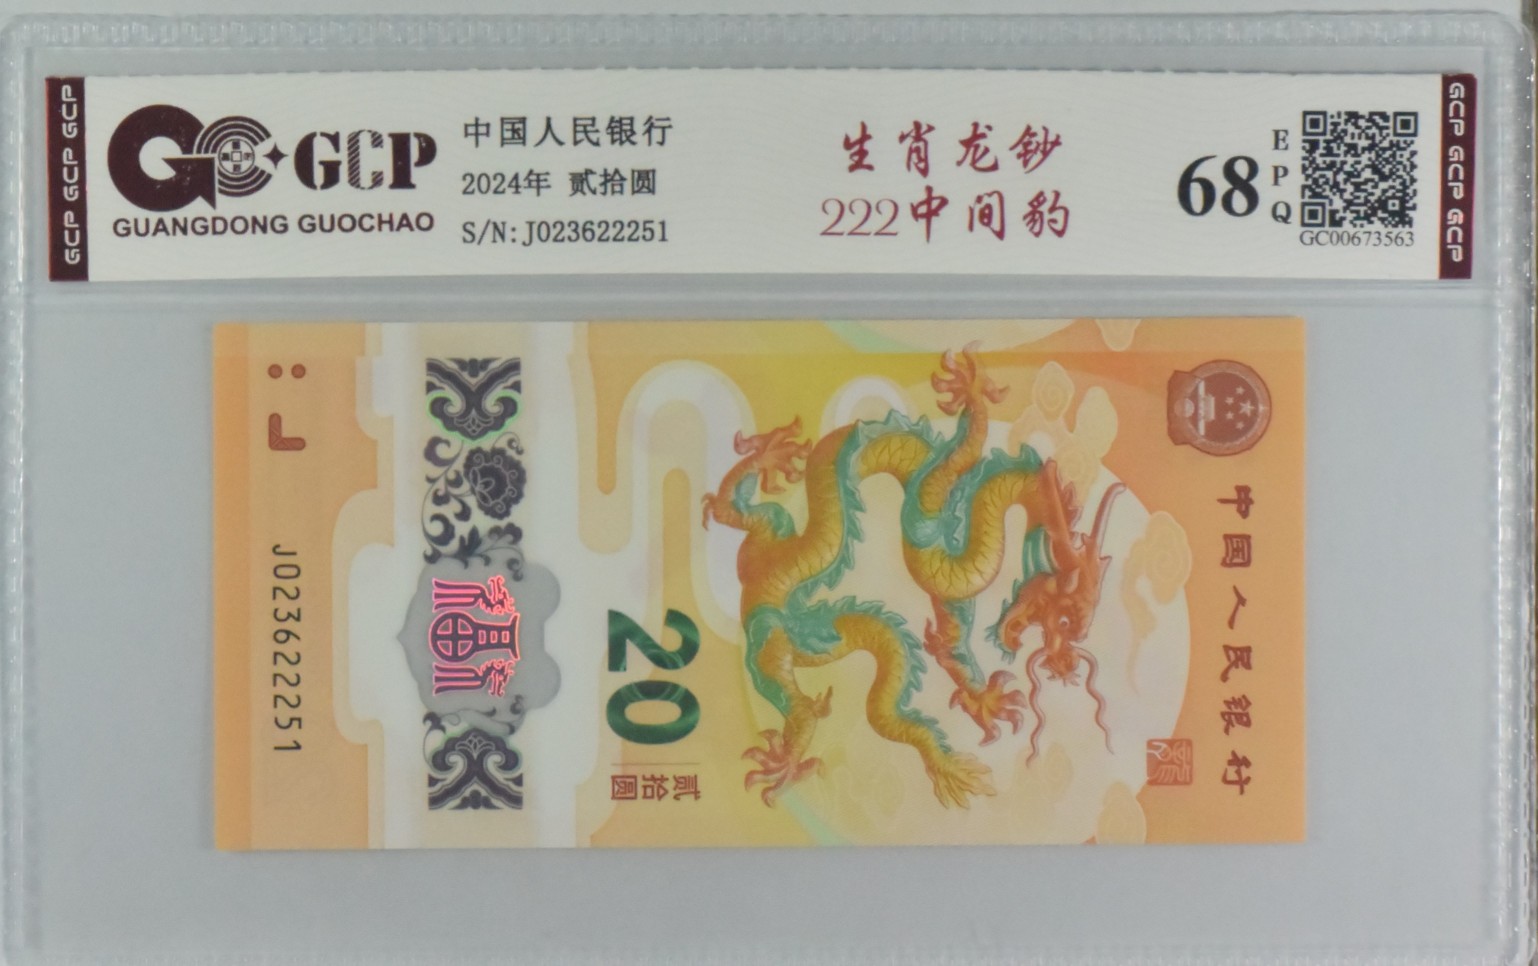 GCP GCP GCP
GCP
GUANGDONG GUOCHAO
中国人民银行
2024年 贰拾圆
S/N:J023622251
生肖龙钞
222中间豹
68
EPQ
GC00673563
GCP GCP GCP
中国人民银行
20
贰拾圆
J023622251